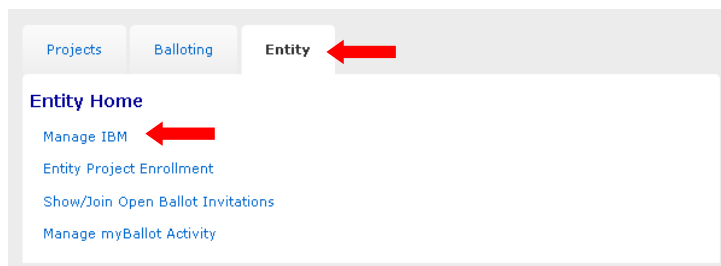 Projects Balloting Entity
Entity Home
Manage IBM
Entity Project Enrollment
Show/Join Open Ballot Invitations
Manage myBallot Activity